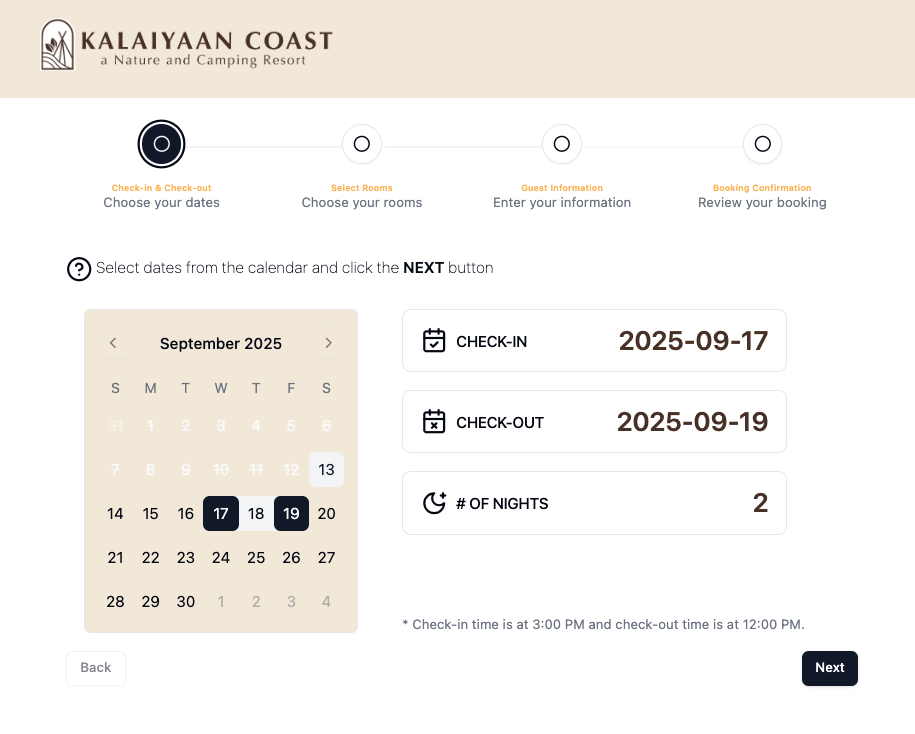 KALAIYAAN COAST
a Nature and Camping Resort
Check-in & Check-out
Choose your dates
Select Rooms
Choose your rooms
Guest Information
Enter your information
Booking Confirmation
Review your booking
Select dates from the calendar and click the NEXT button
September 2025
S M T W T F S
31 1 2 3 4 5 6
7 8 9 10 11 12 13
14 15 16 17 18 19 20
21 22 23 24 25 26 27
28 29 30 1 2 3 4
CHECK-IN 2025-09-17
CHECK-OUT 2025-09-19
# OF NIGHTS 2
* Check-in time is at 3:00 PM and check-out time is at 12:00 PM.
Back
Next